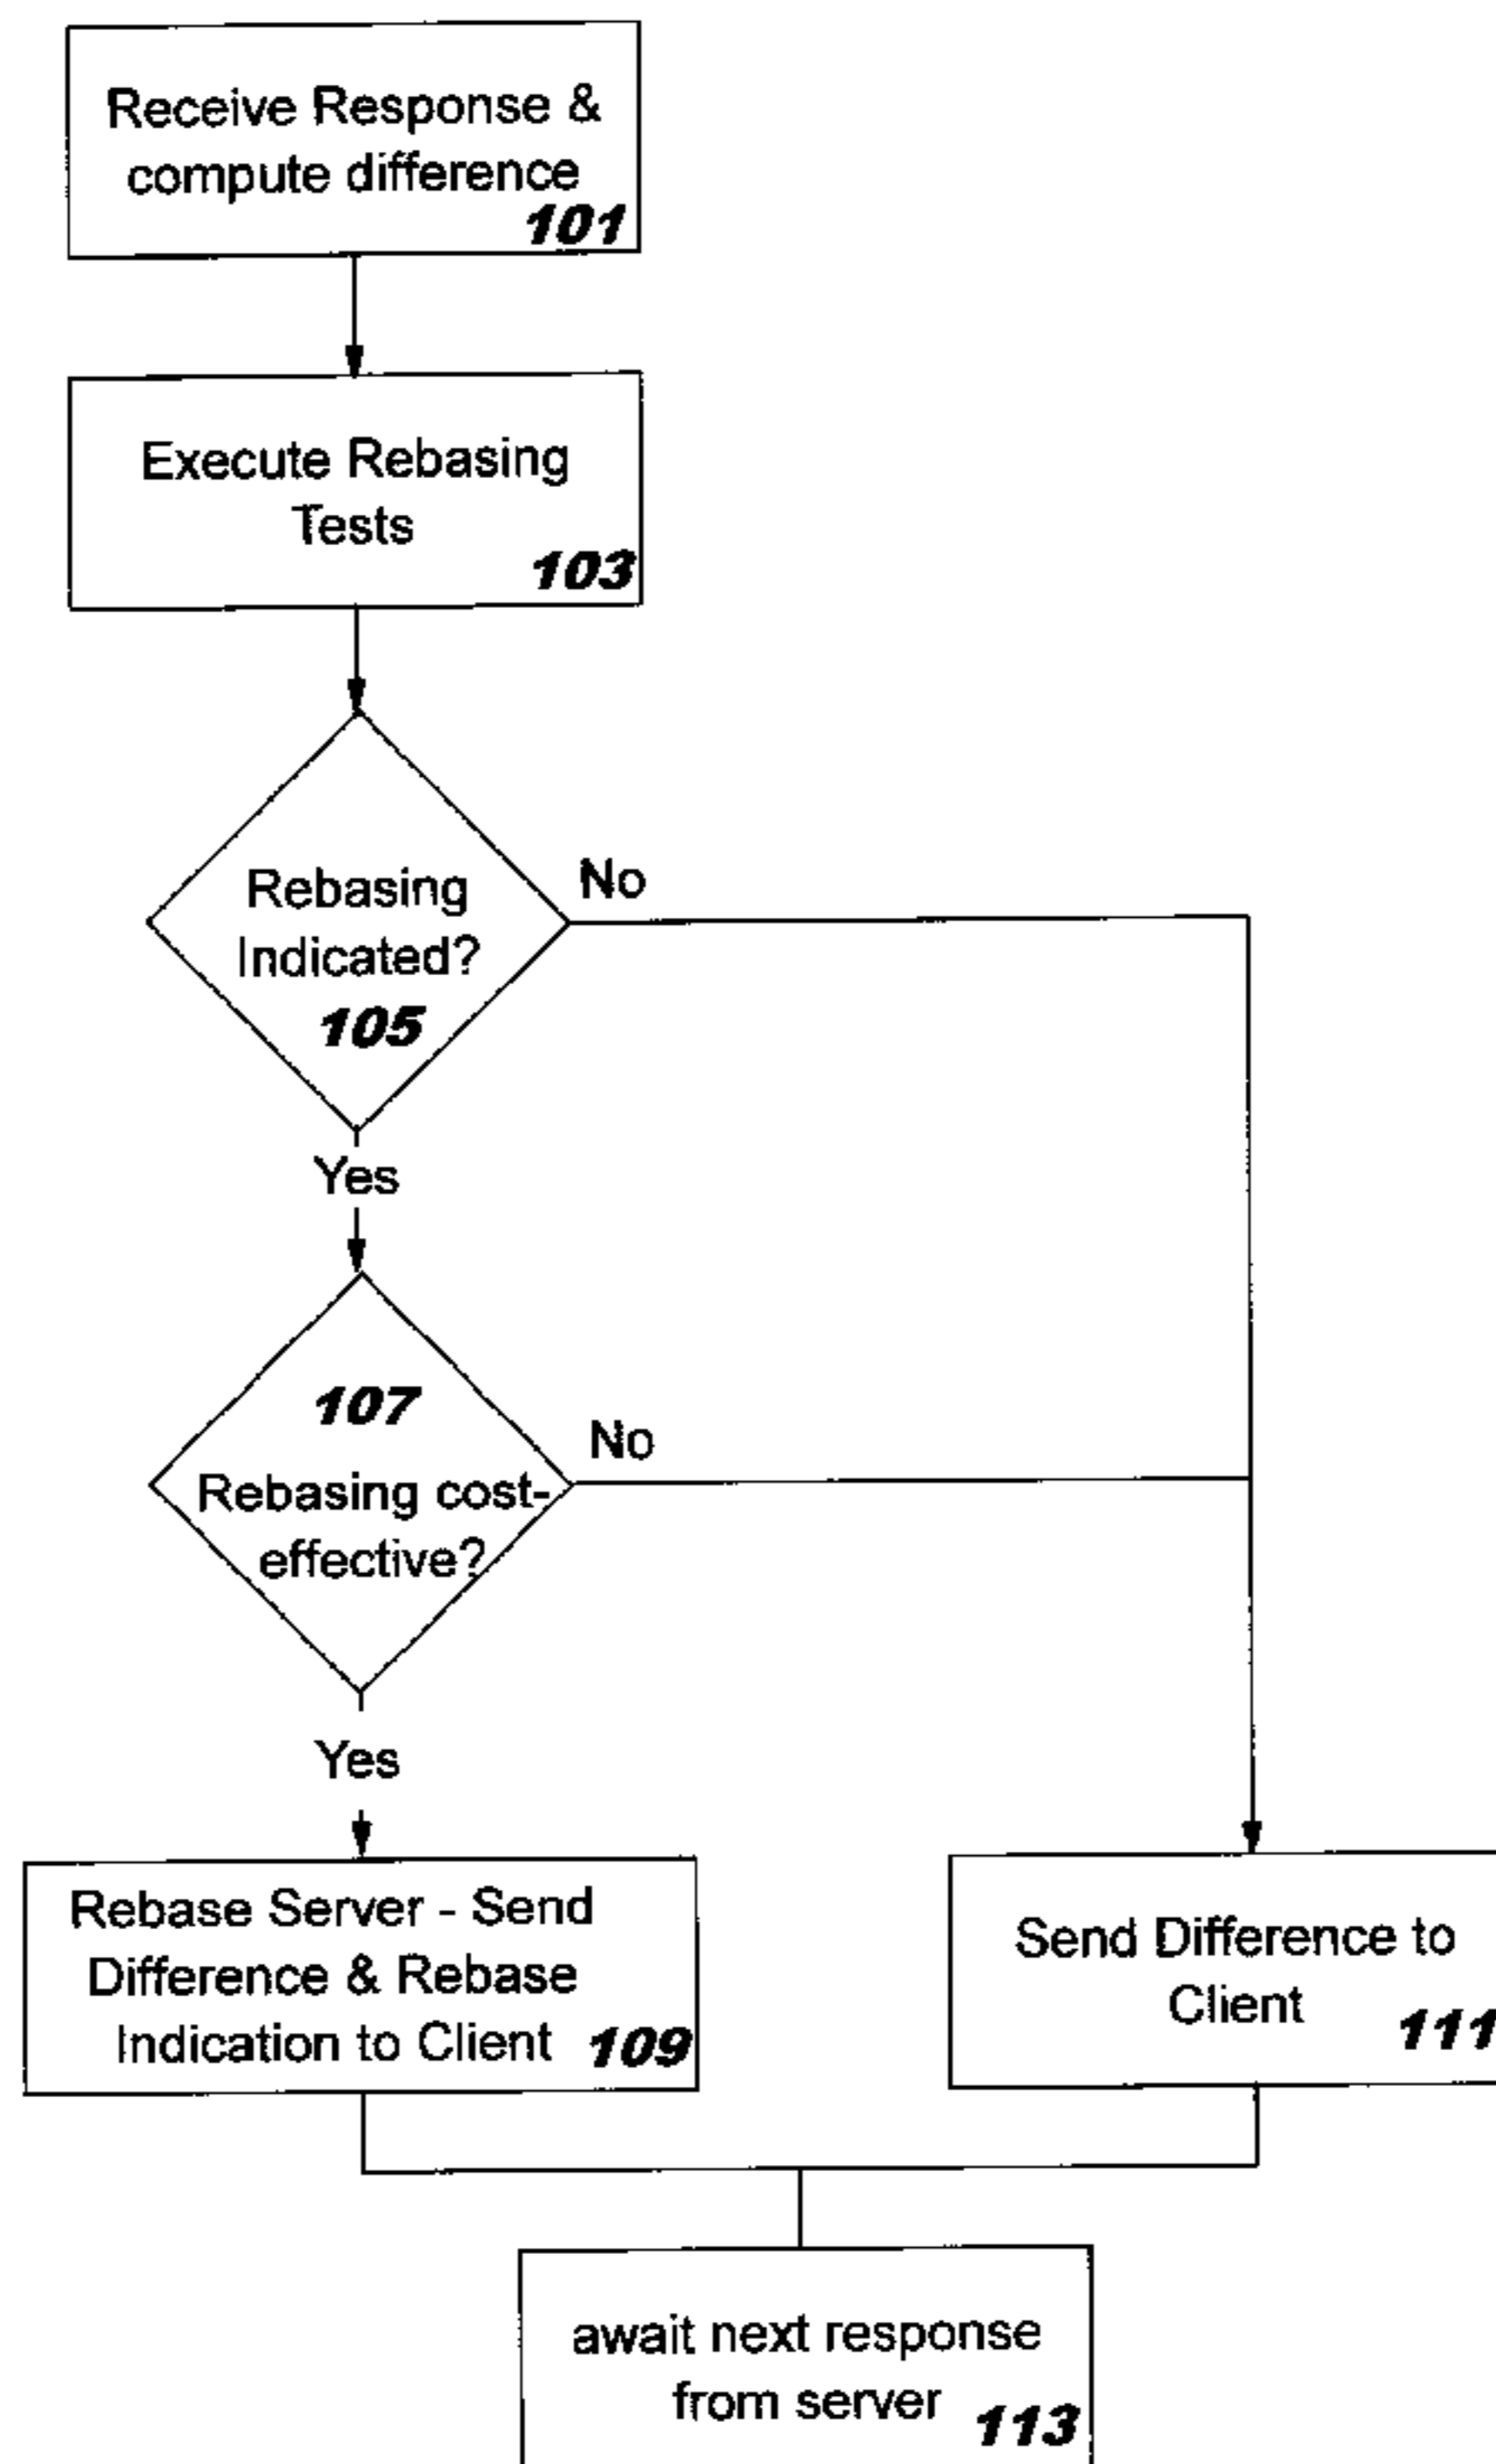 Receive Response &
compute difference
101
Execute Rebasing
Tests
103
Rebasing
Indicated?
105
No
Yes
107
Rebasing cost-
effective?
No
Yes
Rebase Server - Send
Difference & Rebase
Indication to Client 109
Send Difference to
Client
111
await next response
from server
113